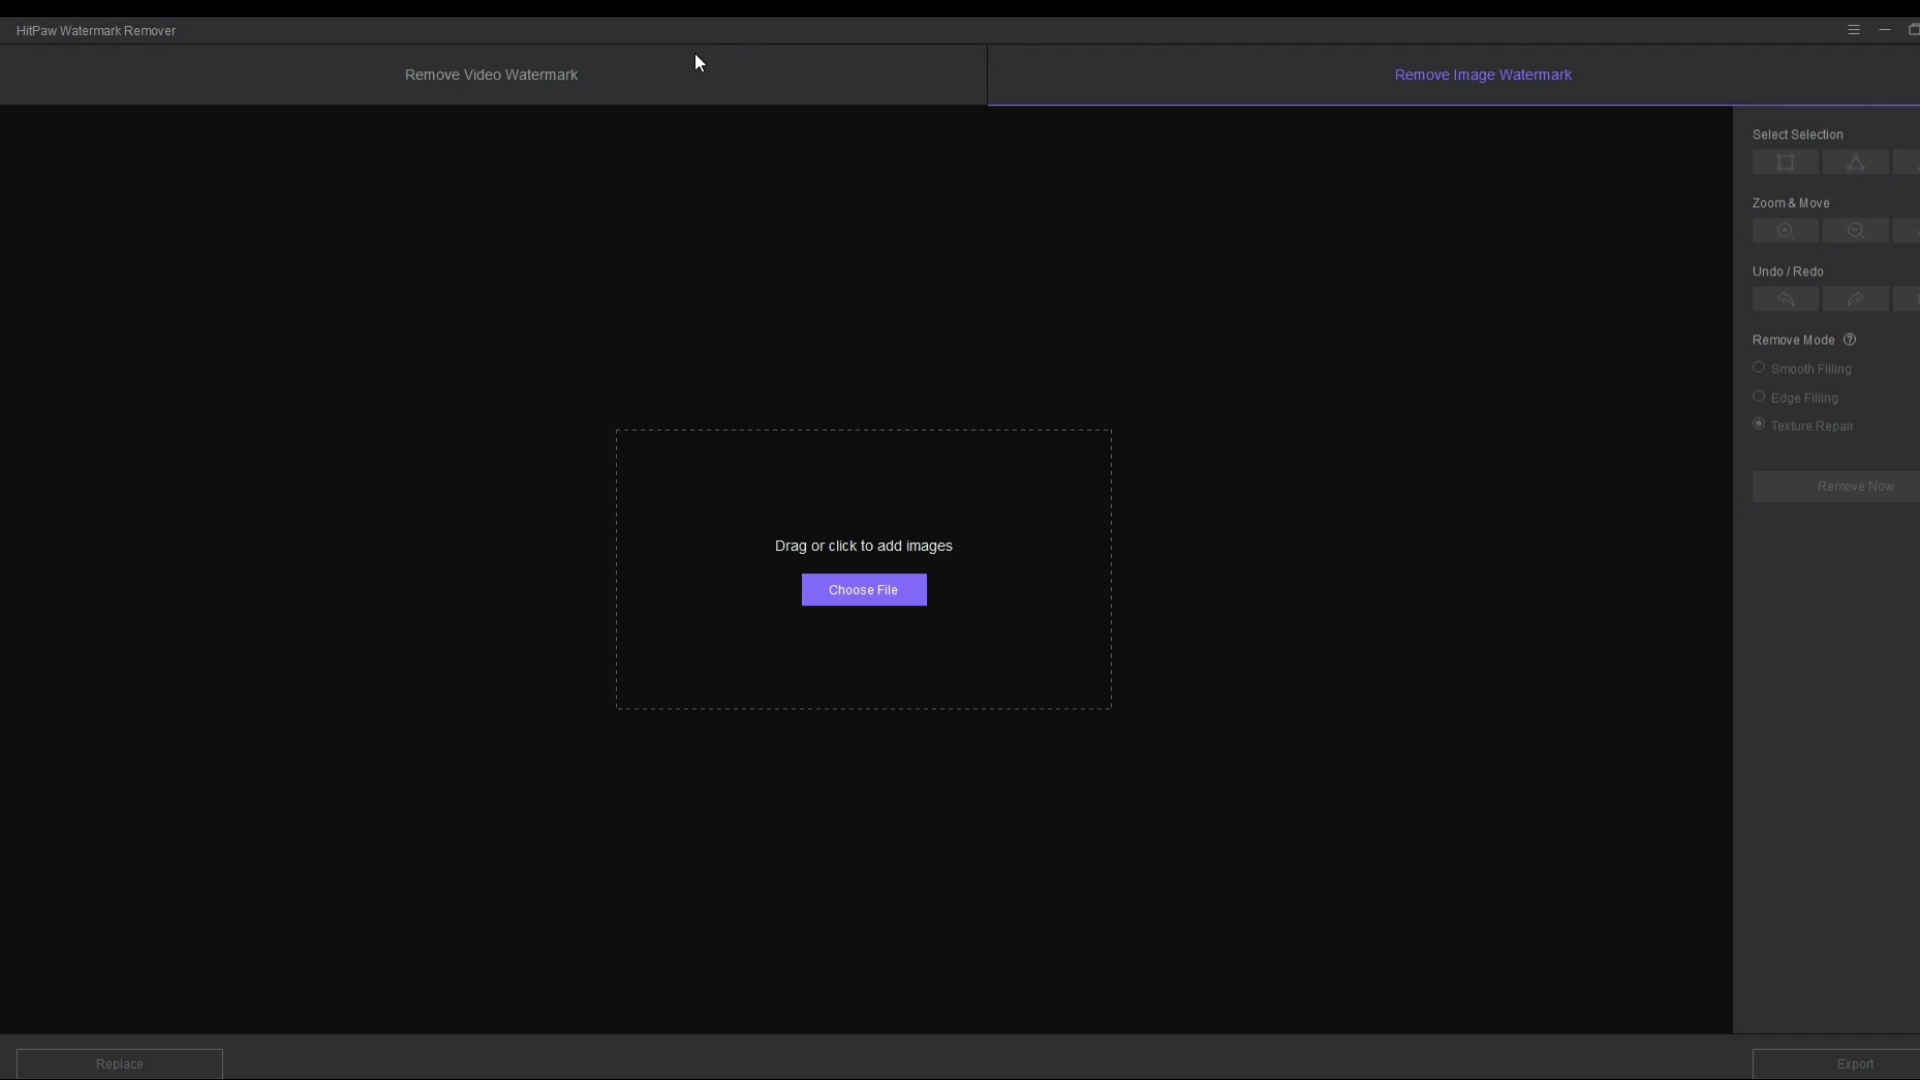 HitPaw Watermark Remover
Remove Video Watermark
Remove Image Watermark
Select Selection
Zoom & Move
Undo / Redo
Remove Mode
Smooth Filling
Edge Filling
Texture Repair
Remove Now
Drag or click to add images
Choose File
Replace
Export